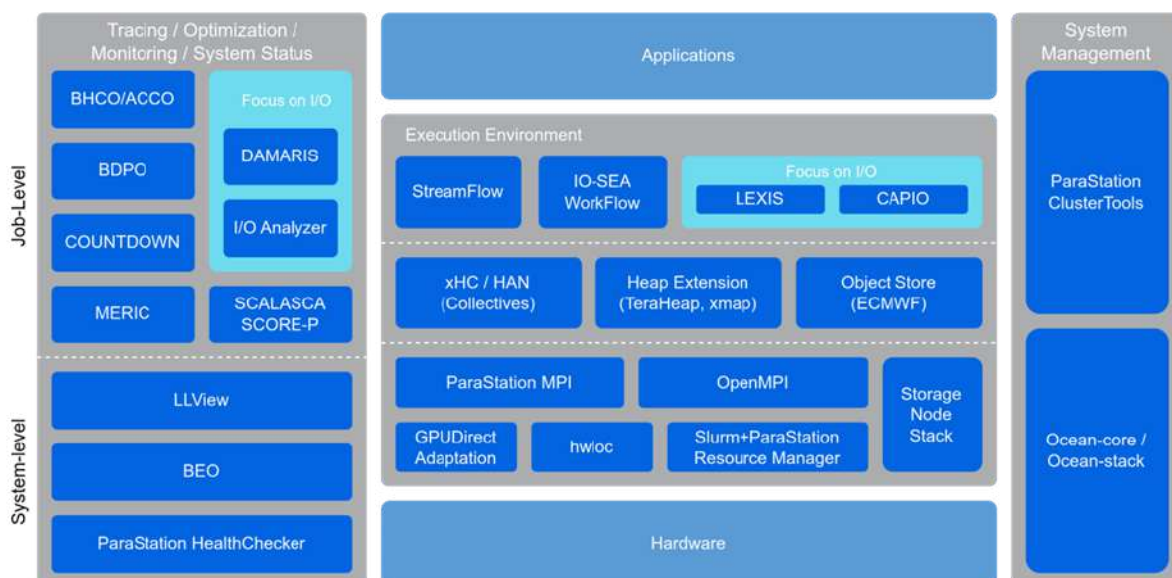 Tracing / Optimization /
Monitoring / System Status
BHCO/ACCO
BDPO
COUNTDOWN
MERIC
Focus on I/O
DAMARIS
I/O Analyzer
SCALASCA
SCORE-P
LLView
BEO
ParaStation HealthChecker
Job-Level
System-level
Applications
Execution Environment
StreamFlow
IO-SEA
WorkFlow
Focus on I/O
LEXIS
CAPIO
xHC / HAN
(Collectives)
Heap Extension
(TeraHeap, xmap)
Object Store
(ECMWF)
ParaStation MPI
OpenMPI
Storage
Node
Stack
GPUDirect
Adaptation
hwloc
Slurm+ParaStation
Resource Manager
Hardware
System
Management
ParaStation
ClusterTools
Ocean-core /
Ocean-stack